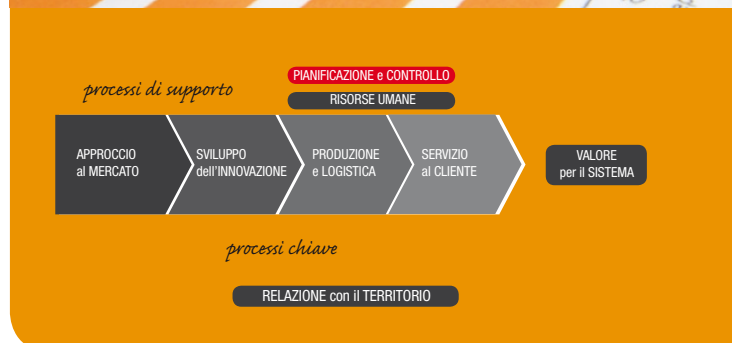 PIANIFICAZIONE e CONTROLLO
processi di supporto
RISORSE UMANE
APPROCCIO
al MERCATO
SVILUPPO
dell'INNOVAZIONE
PRODUZIONE
e LOGISTICA
SERVIZIO
al CLIENTE
VALORE
per il SISTEMA
processi chiave
RELAZIONE con il TERRITORIO